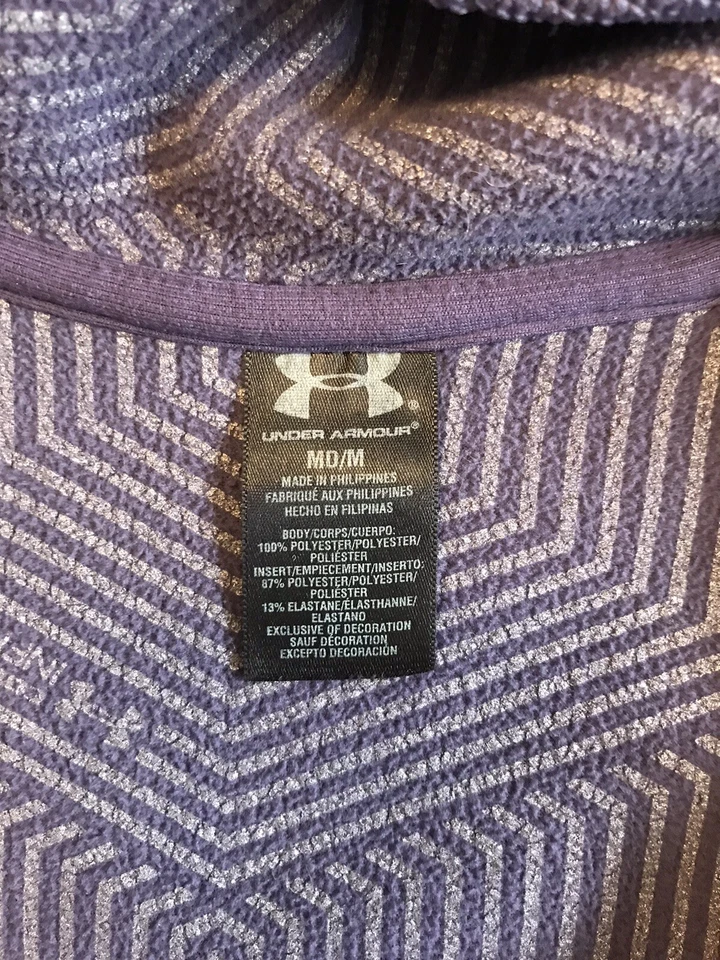 UNDER ARMOUR®
MD/M
MADE IN PHILIPPINES
FABRIQUÉ AUX PHILIPPINES
HECHO EN FILIPINAS
BODY/CORPS/CUERPO:
100% POLYESTER/POLYESTER/
POLIÉSTER
INSERT/EMPIECEMENT/INSERTO:
87% POLYESTER/POLYESTER/
POLIÉSTER
13% ELASTANE/ÉLASTHANNE/
ELASTANO
EXCLUSIVE OF DECORATION
SAUF DÉCORATION
EXCEPTO DECORACIÓN